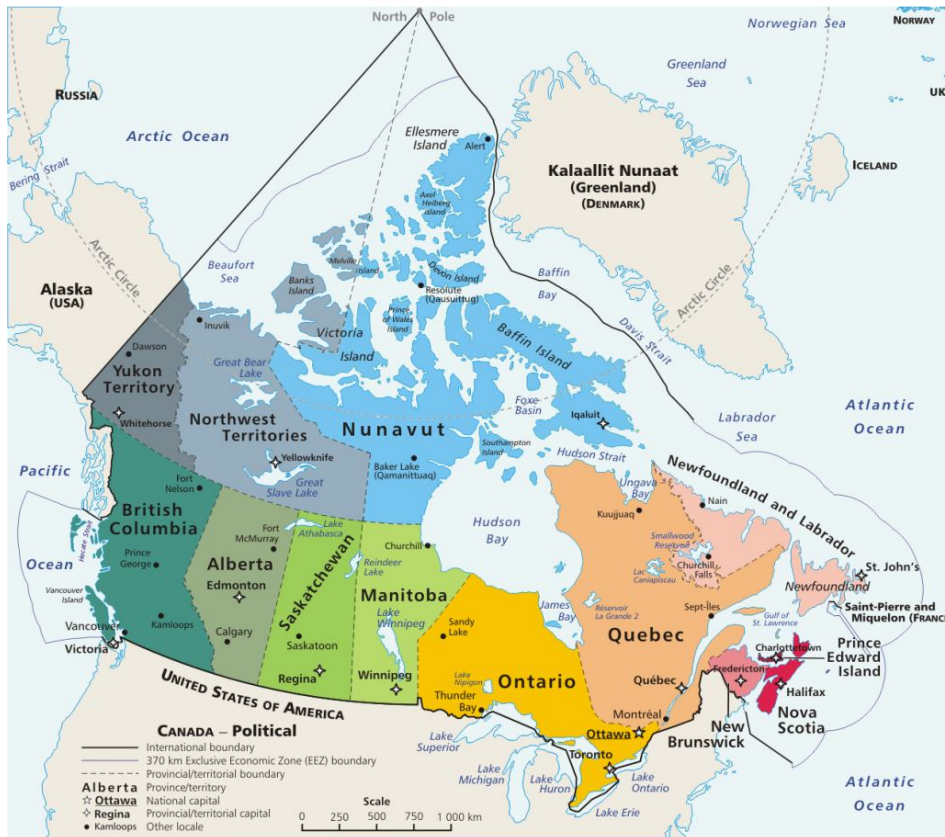 North Pole
Norwegian Sea
NORWAY
Greenland
Sea
RUSSIA
UK
Arctic Ocean
Ellesmere
Island
Alert
Kalaallit Nunaat
(Greenland)
(DENMARK)
ICELAND
Bering Strait
Axel
Heiberg
Island
Arctic Circle
Beaufort
Sea
Melville
Island
Devon Island
Baffin
Bay
Arctic Circle
Alaska
(USA)
Banks
Island
Resolute
(Qausuittug)
Prince
of Wales
Island
Davis Strait
Inuvik
Victoria
Island
Baffin Island
Dawson
Great Bear
Lake
Yukon
Territory
Foxe-
Basin
Iqaluit
Labrador
Sea
Atlantic
Ocean
Whitehorse
Northwest
Territories
Nunavut
Southampton
Island
Hudson Strait
Pacific
Yellowknife
Baker Lake
(Qamanittuaq)
Newfoundland and Labrador
Fort
Nelson
Great
Slave Lake
Ungava
Bay
Nain
British
Columbia
Kuujjuaq
Hecate Strait
Fort
McMurray
Lake
Athabasca
Hudson
Bay
Smallwood
Reservoir
Ocean
Prince
George
Alberta
Edmonton
Saskatchewan
Reindeer
Lake
Churchill
Churchill
Falls
St. John's
Lac
Caniapiscau
Newfoundland
Vancouver
Island
Manitoba
Lake
Winnipeg
James
Bay
Réservoir
La Grande 2
Sept-Îles
Saint-Pierre and
Miquelon (FRANCE)
Vancouver
Kamloops
Calgary
Sandy
Lake
Gulf of
St. Lawrence
Victoria
Saskatoon
Quebec
Charlottetown
Prince
Edward
Island
Regina
Winnipeg
Lake
Nipigon
Ontario
Québec
Fredericton
Halifax
UNITED STATES OF AMERICA
Thunder
Bay
Montréal
New
Brunswick
Nova
Scotia
Lake
Superior
Ottawa
Toronto
Lake
Michigan
Lake
Huron
Lake
Ontario
Lake Erie
Atlantic
Ocean
CANADA – Political
International boundary
370 km Exclusive Economic Zone (EEZ) boundary
Provincial/territorial boundary
Alberta Province/territory
Ottawa National capital
Regina Provincial/territorial capital
Kamloops Other locale
Scale
0 500 1 000 km